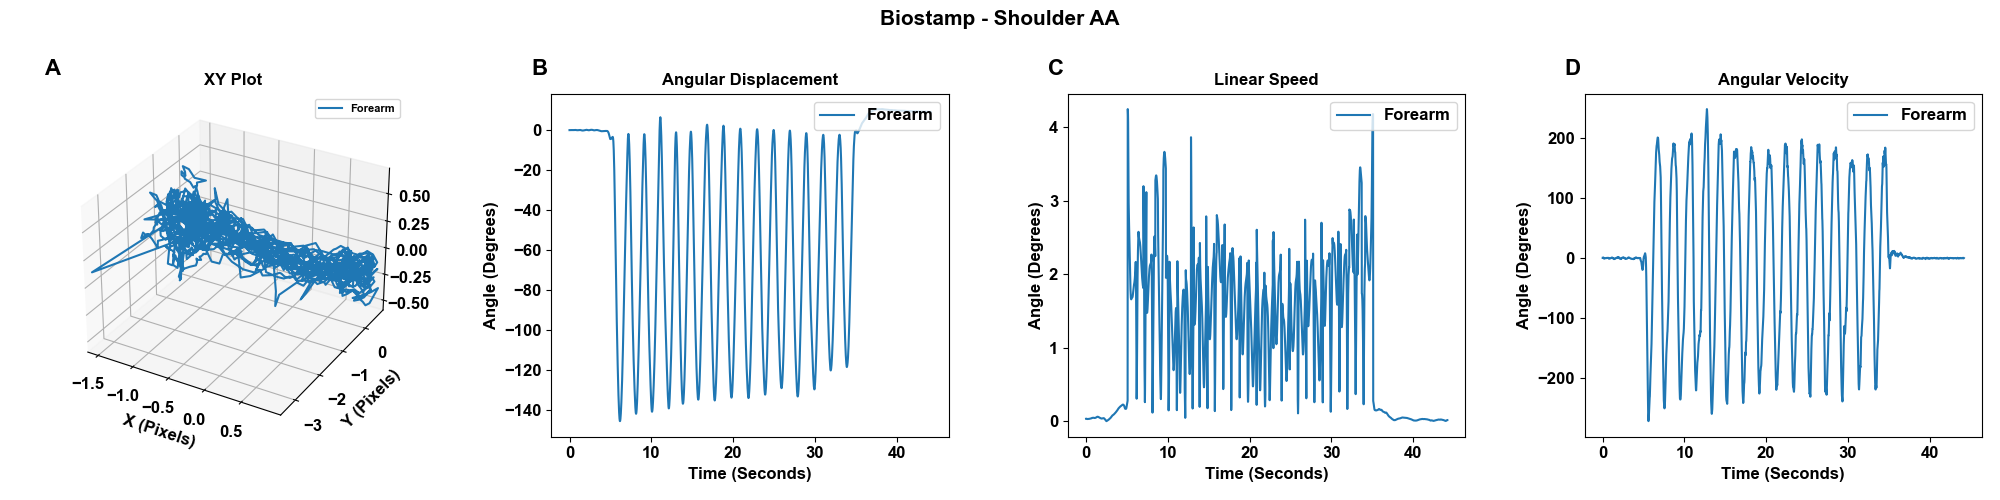 Biostamp - Shoulder AA
A
XY Plot
Forearm
0.50
0.25
0.00
−0.25
−0.50
0
−1
−2
−3
Y (Pixels)
−1.5
−1.0
−0.5
0.0
0.5
X (Pixels)
B
Angular Displacement
Forearm
0
−20
−40
−60
−80
−100
−120
−140
Angle (Degrees)
0 10 20 30 40
Time (Seconds)
C
Linear Speed
Forearm
4
3
2
1
0
Angle (Degrees)
0 10 20 30 40
Time (Seconds)
D
Angular Velocity
Forearm
200
100
0
−100
−200
Angle (Degrees)
0 10 20 30 40
Time (Seconds)